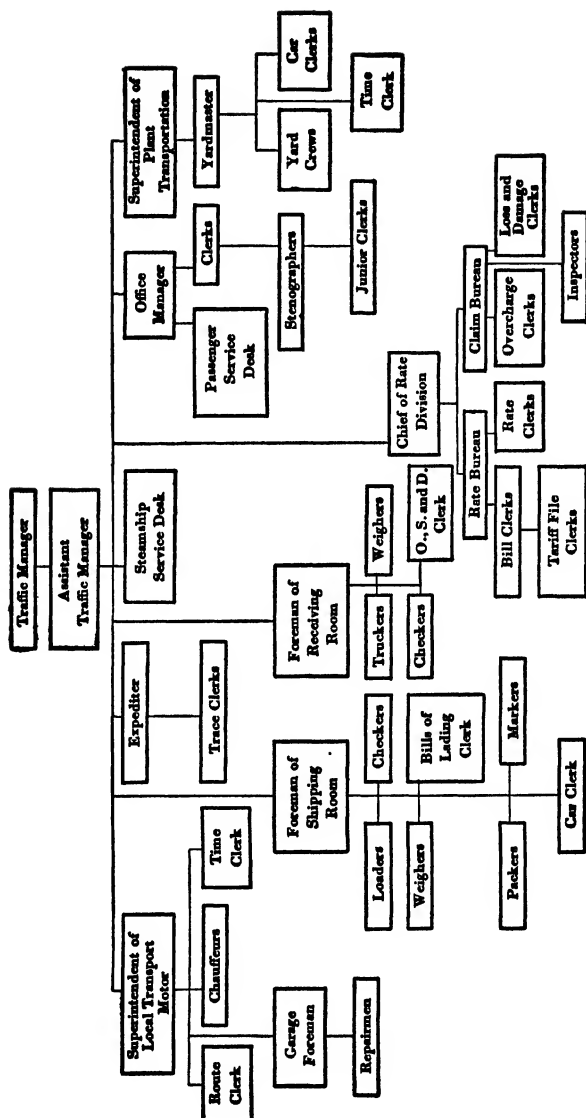 Traffic Manager
Assistant
Traffic Manager
Superintendent of
Local Transport
Motor
Expediter
Steamship
Service Desk
Office
Manager
Superintendent of
Plant
Transportation
Route
Clerk
Chauffeurs
Time
Clerk
Garage
Foreman
Repairmen
Trace Clerks
Foreman of
Shipping
Room
Loaders
Checkers
Weighers
Bills of
Lading
Clerk
Packers
Markers
Car Clerk
Foreman of
Receiving
Room
Truckers
Weighers
Checkers
O., S. and D.
Clerk
Passenger
Service
Desk
Clerks
Stenographers
Junior Clerks
Yardmaster
Yard
Crews
Car
Clerks
Time
Clerk
Chief of Rate
Division
Rate Bureau
Claim Bureau
Bill Clerks
Rate
Clerks
Tariff File
Clerks
Overcharge
Clerks
Loss and
Damage
Clerks
Inspectors